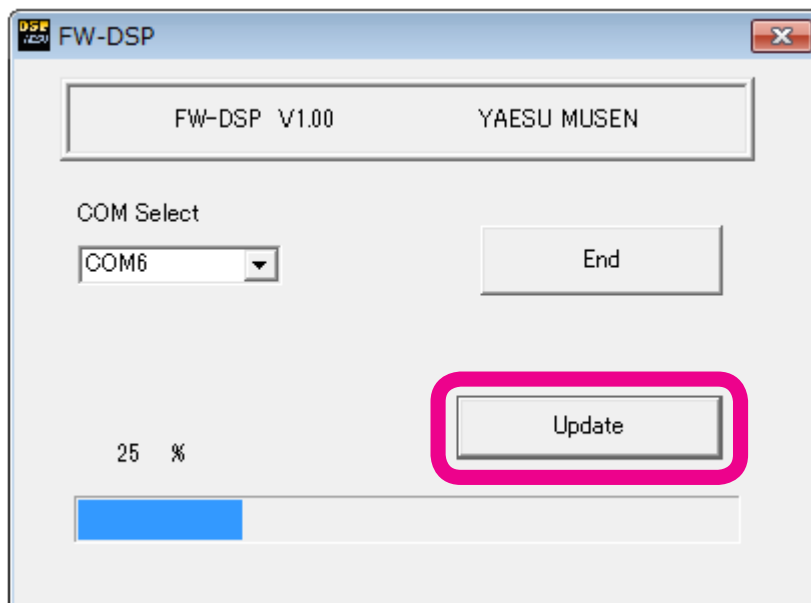 FW-DSP
FW-DSP V1.00 YAESU MUSEN
COM Select
COM6
End
Update
25 %